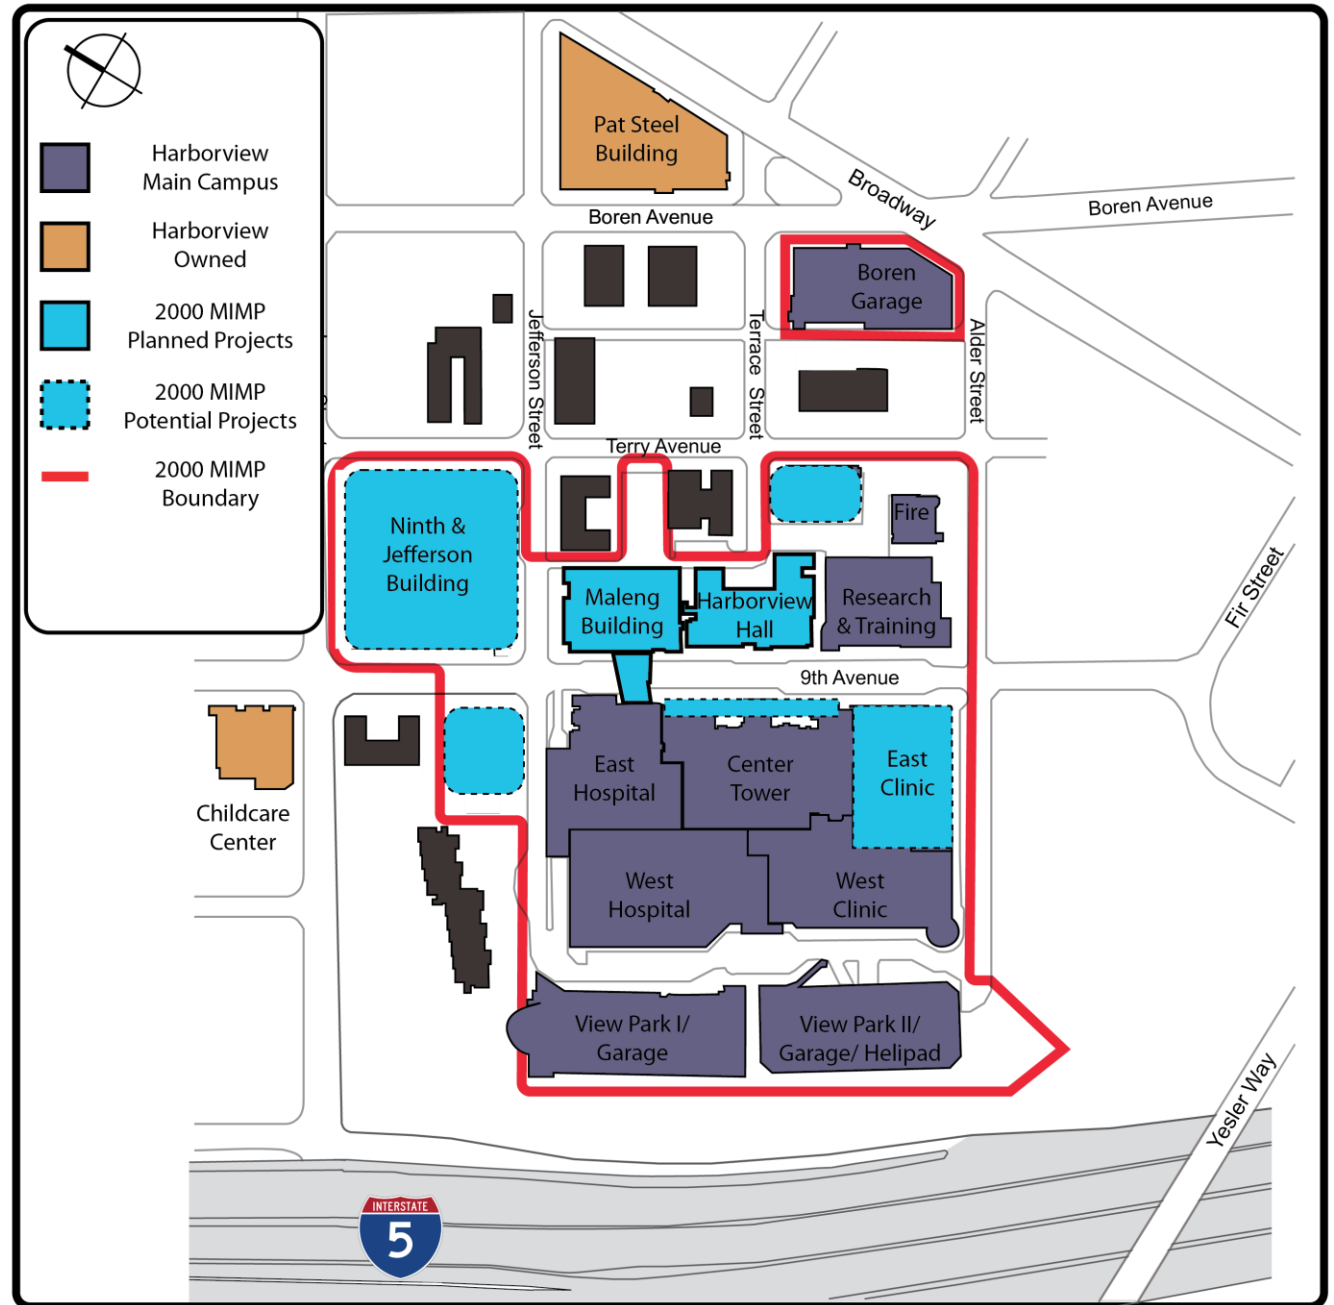 Harborview
Main Campus
Harborview
Owned
2000 MIMP
Planned Projects
2000 MIMP
Potential Projects
2000 MIMP
Boundary
Pat Steel
Building
Broadway
Boren Avenue
Boren Avenue
Boren
Garage
Jefferson Street
Terrace Street
Alder Street
Terry Avenue
Ninth &
Jefferson
Building
Fire
Maleng
Building
Harborview
Hall
Research
& Training
Fir Street
9th Avenue
East
Hospital
Center
Tower
East
Clinic
Childcare
Center
West
Hospital
West
Clinic
View Park I/
Garage
View Park II/
Garage/ Helipad
Yesler Way
INTERSTATE
5